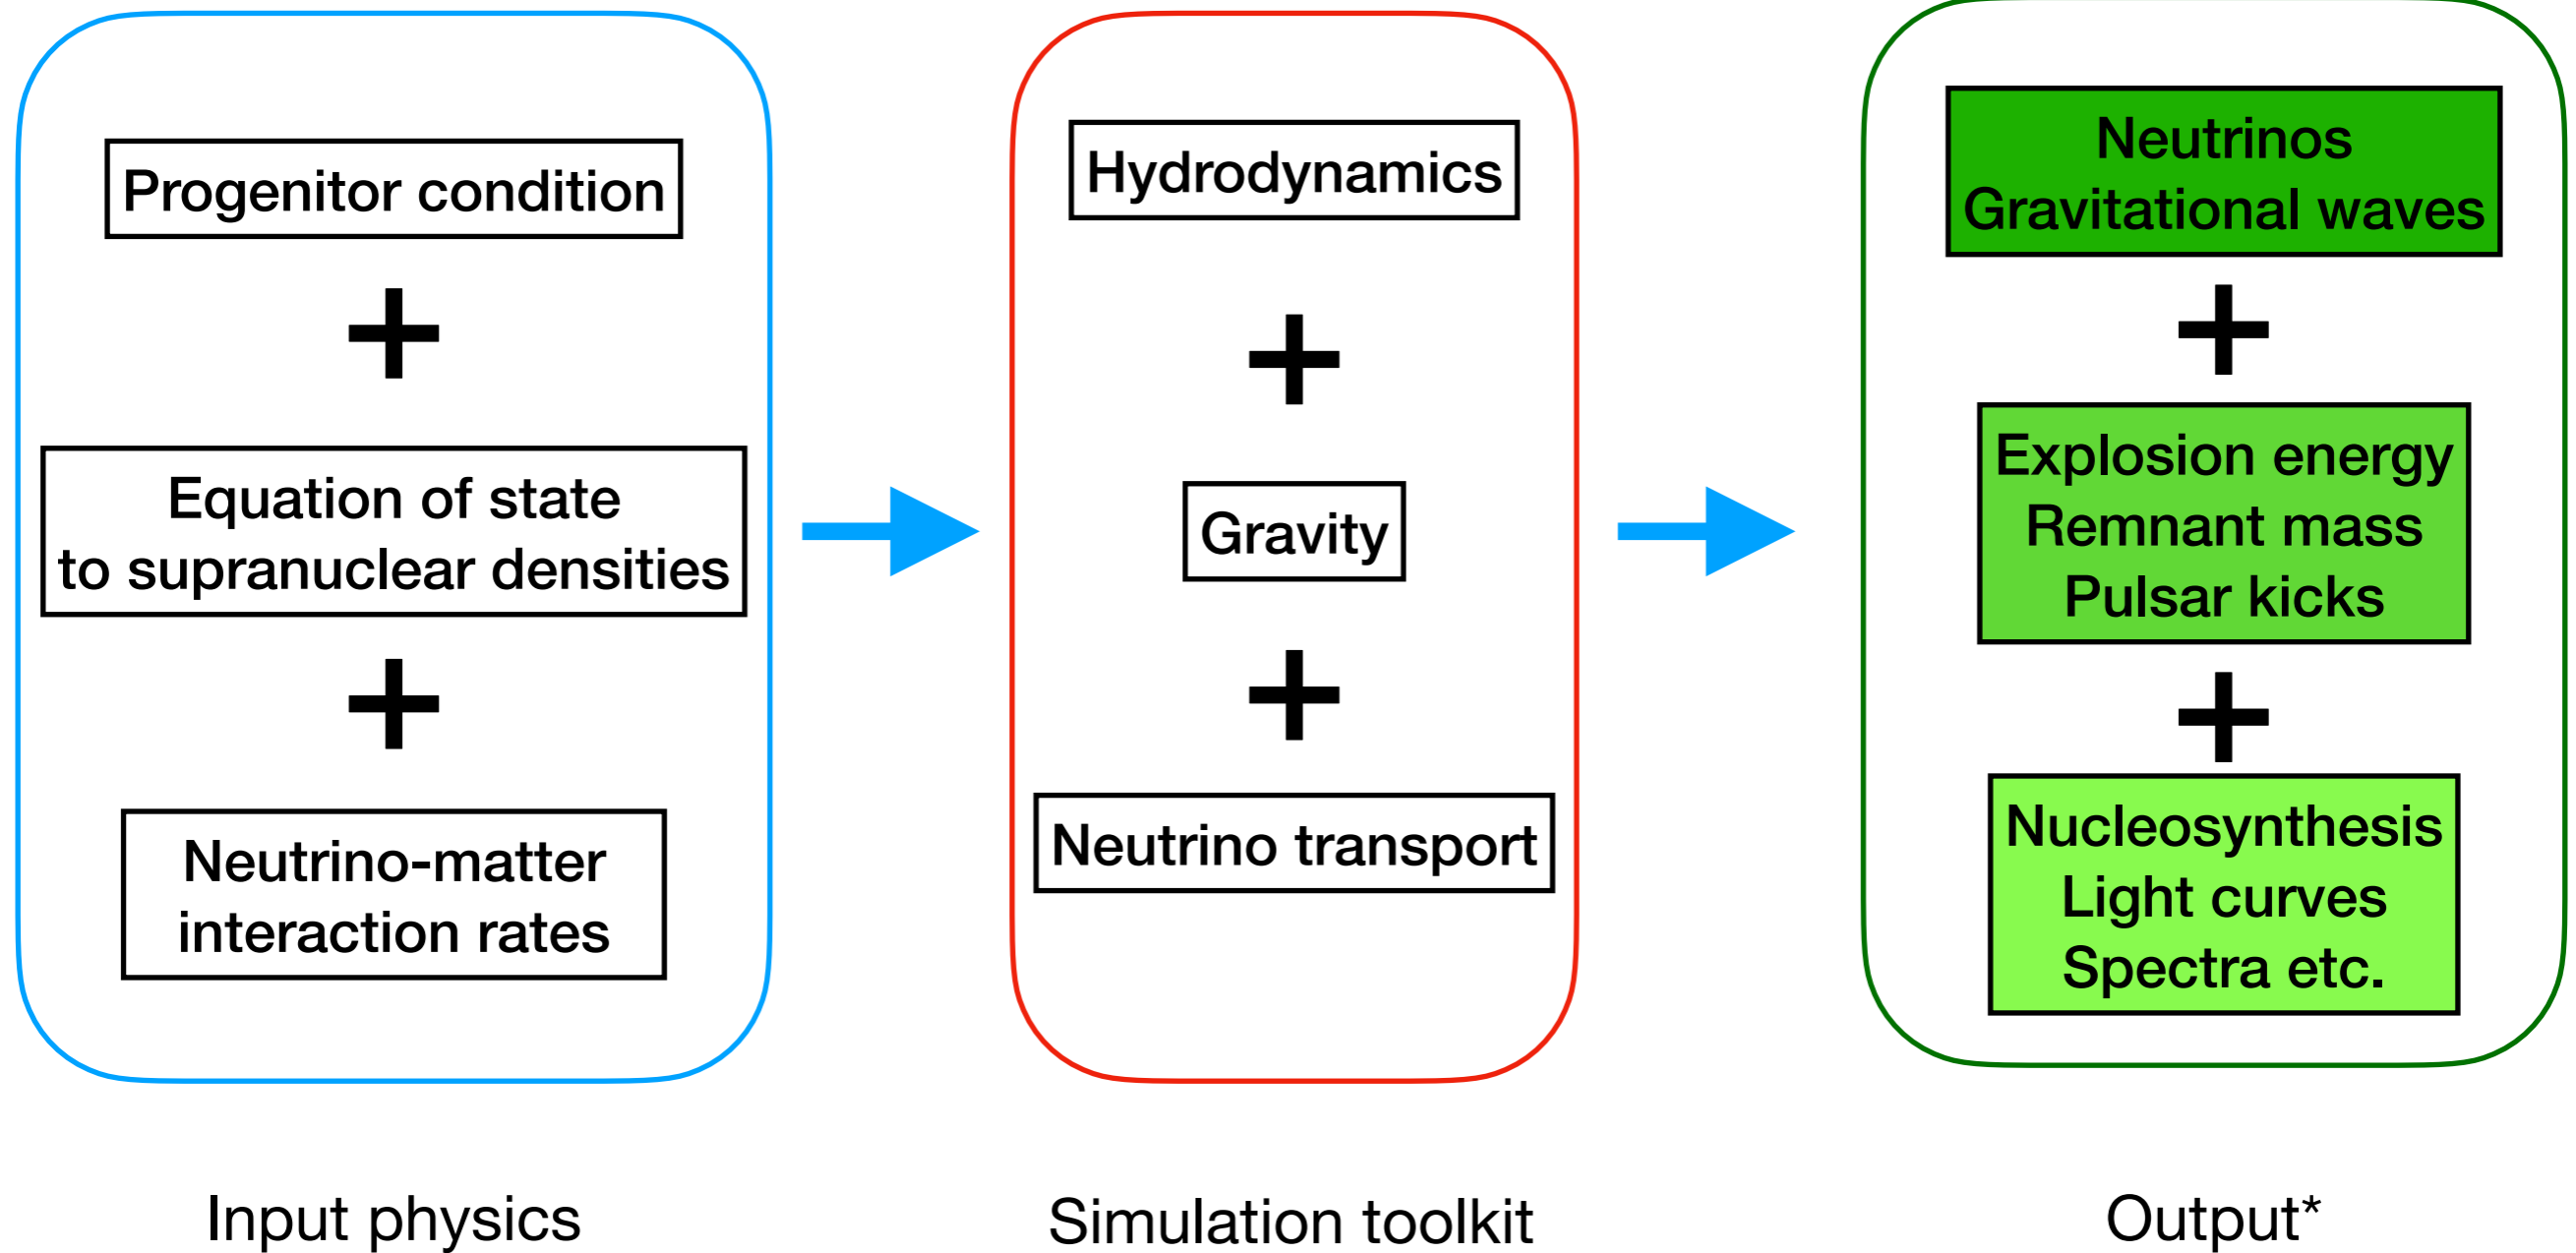 Progenitor condition
+
Equation of state
to supranuclear densities
+
Neutrino-matter
interaction rates
Input physics
Hydrodynamics
+
Gravity
+
Neutrino transport
Simulation toolkit
Neutrinos
Gravitational waves
+
Explosion energy
Remnant mass
Pulsar kicks
+
Nucleosynthesis
Light curves
Spectra etc.
Output*